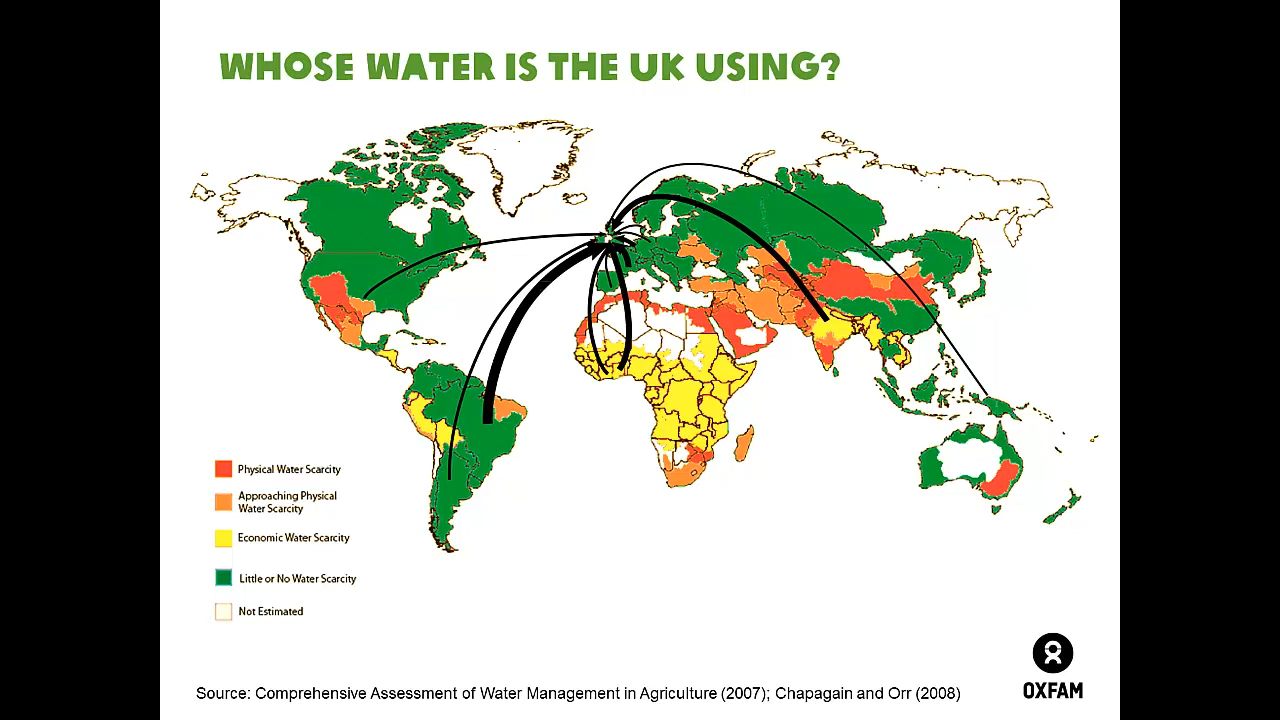 WHOSE WATER IS THE UK USING?
Physical Water Scarcity
Approaching Physical
Water Scarcity
Economic Water Scarcity
Little or No Water Scarcity
Not Estimated
OXFAM
Source: Comprehensive Assessment of Water Management in Agriculture (2007); Chapagain and Orr (2008)